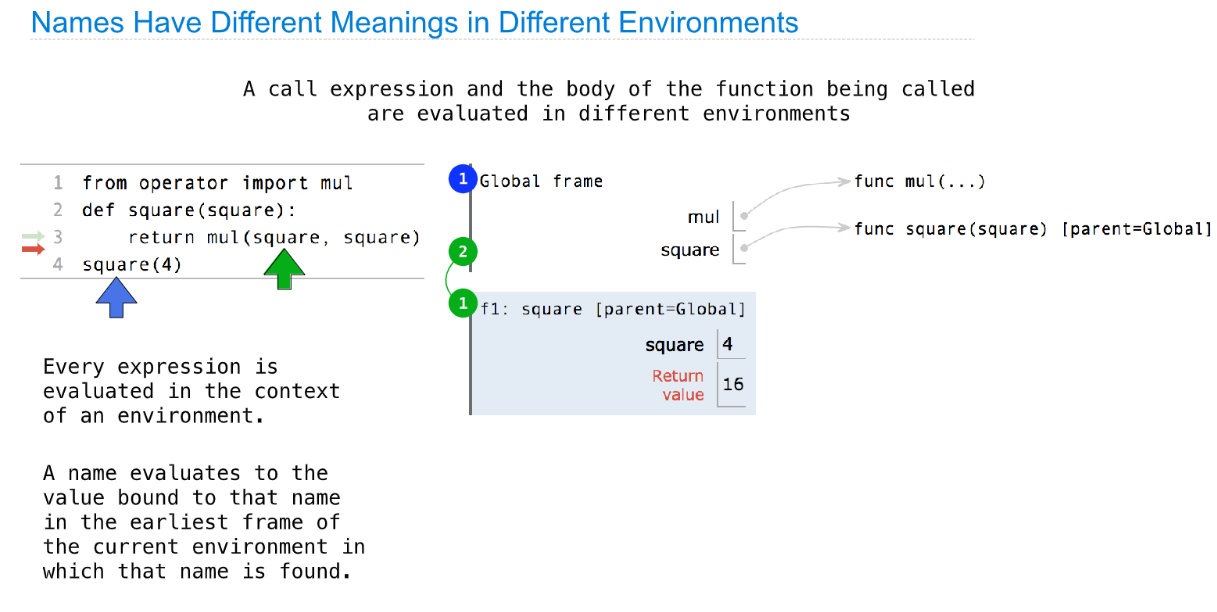 Names Have Different Meanings in Different Environments
A call expression and the body of the function being called
are evaluated in different environments
1 from operator import mul
2 def square(square):
3 return mul(square, square)
4 square(4)
1 Global frame
mul
square
func mul(...)
func square(square) [parent=Global]
2
1 f1: square [parent=Global]
square 4
Return
value 16
Every expression is
evaluated in the context
of an environment.
A name evaluates to the
value bound to that name
in the earliest frame of
the current environment in
which that name is found.